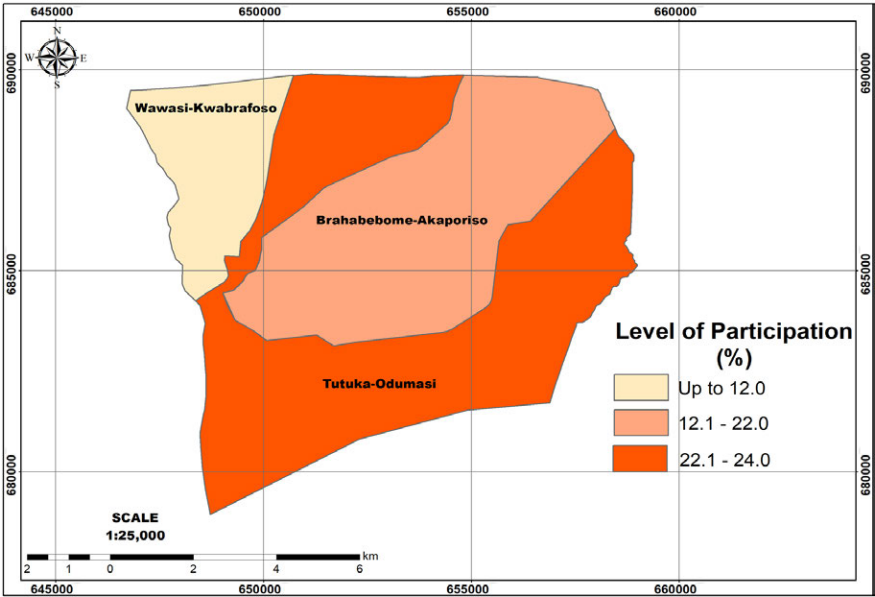 645000 650000 655000 660000
N
W E
S
690000 690000
Wawasi-Kwabrafoso
Brahabebome-Akaporiso
685000 685000
Level of Participation
(%)
Tutuka-Odumasi
Up to 12.0
12.1 - 22.0
22.1 - 24.0
680000 680000
SCALE
1:25,000
km
2 1 0 2 4 6
645000 650000 655000 660000